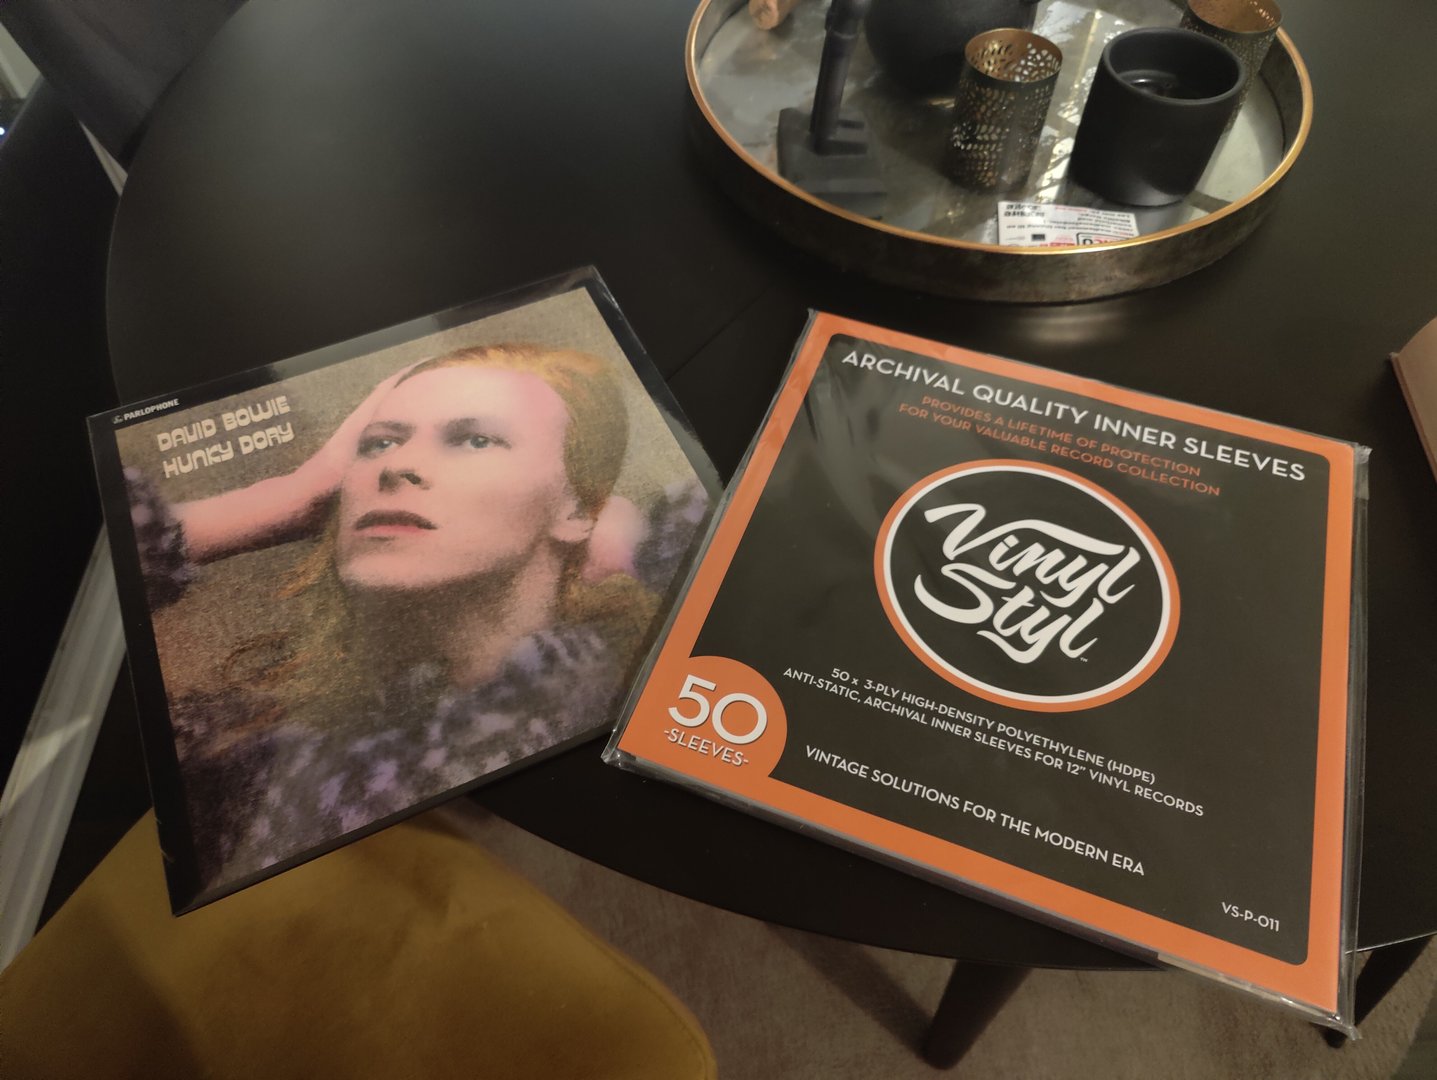 PARLOPHONE
DAVID BOWIE
HUNKY DORY
ARCHIVAL QUALITY INNER SLEEVES
PROVIDES A LIFETIME OF PROTECTION
FOR YOUR VALUABLE RECORD COLLECTION
Vinyl
Styl
™
50 x 3-PLY HIGH-DENSITY POLYETHYLENE (HDPE)
ANTI-STATIC, ARCHIVAL INNER SLEEVES FOR 12" VINYL RECORDS
50
-SLEEVES-
VINTAGE SOLUTIONS FOR THE MODERN ERA
VS-P-011